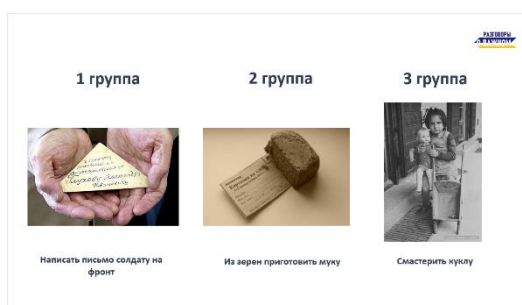 РАЗГОВОРЫ
О ВАЖНОМ
1 группа
2 группа
3 группа
Написать письмо солдату на
фронт
Из зерен приготовить муку
Смастерить куклу